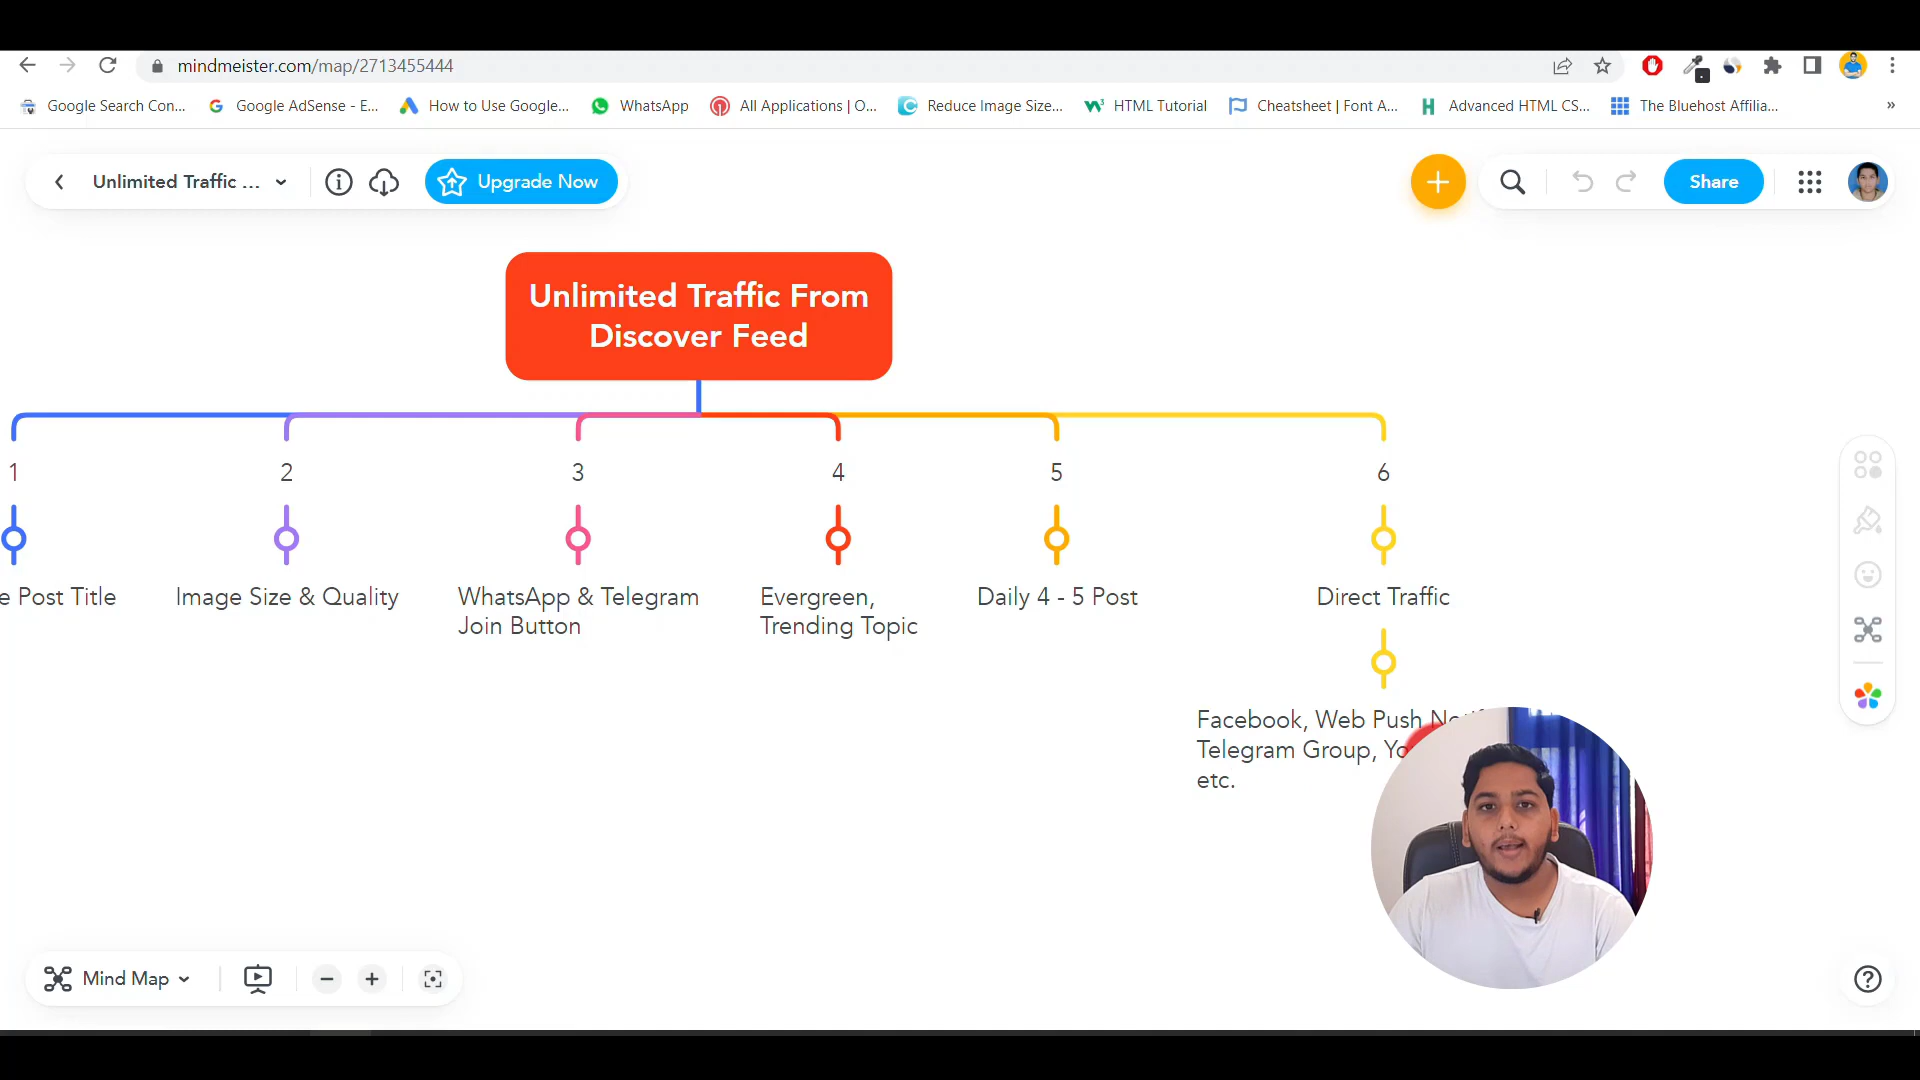 mindmeister.com/map/2713455444
Google Search Con... Google AdSense - E... How to Use Google... WhatsApp All Applications | O... Reduce Image Size... HTML Tutorial Cheatsheet | Font A... Advanced HTML CS... The Bluehost Affilia... »
Unlimited Traffic ... Upgrade Now Share
Unlimited Traffic From
Discover Feed
1 2 3 4 5 6
e Post Title
Image Size & Quality
WhatsApp & Telegram
Join Button
Evergreen,
Trending Topic
Daily 4 - 5 Post
Direct Traffic
Facebook, Web Push
Telegram Group,
etc.
Mind Map